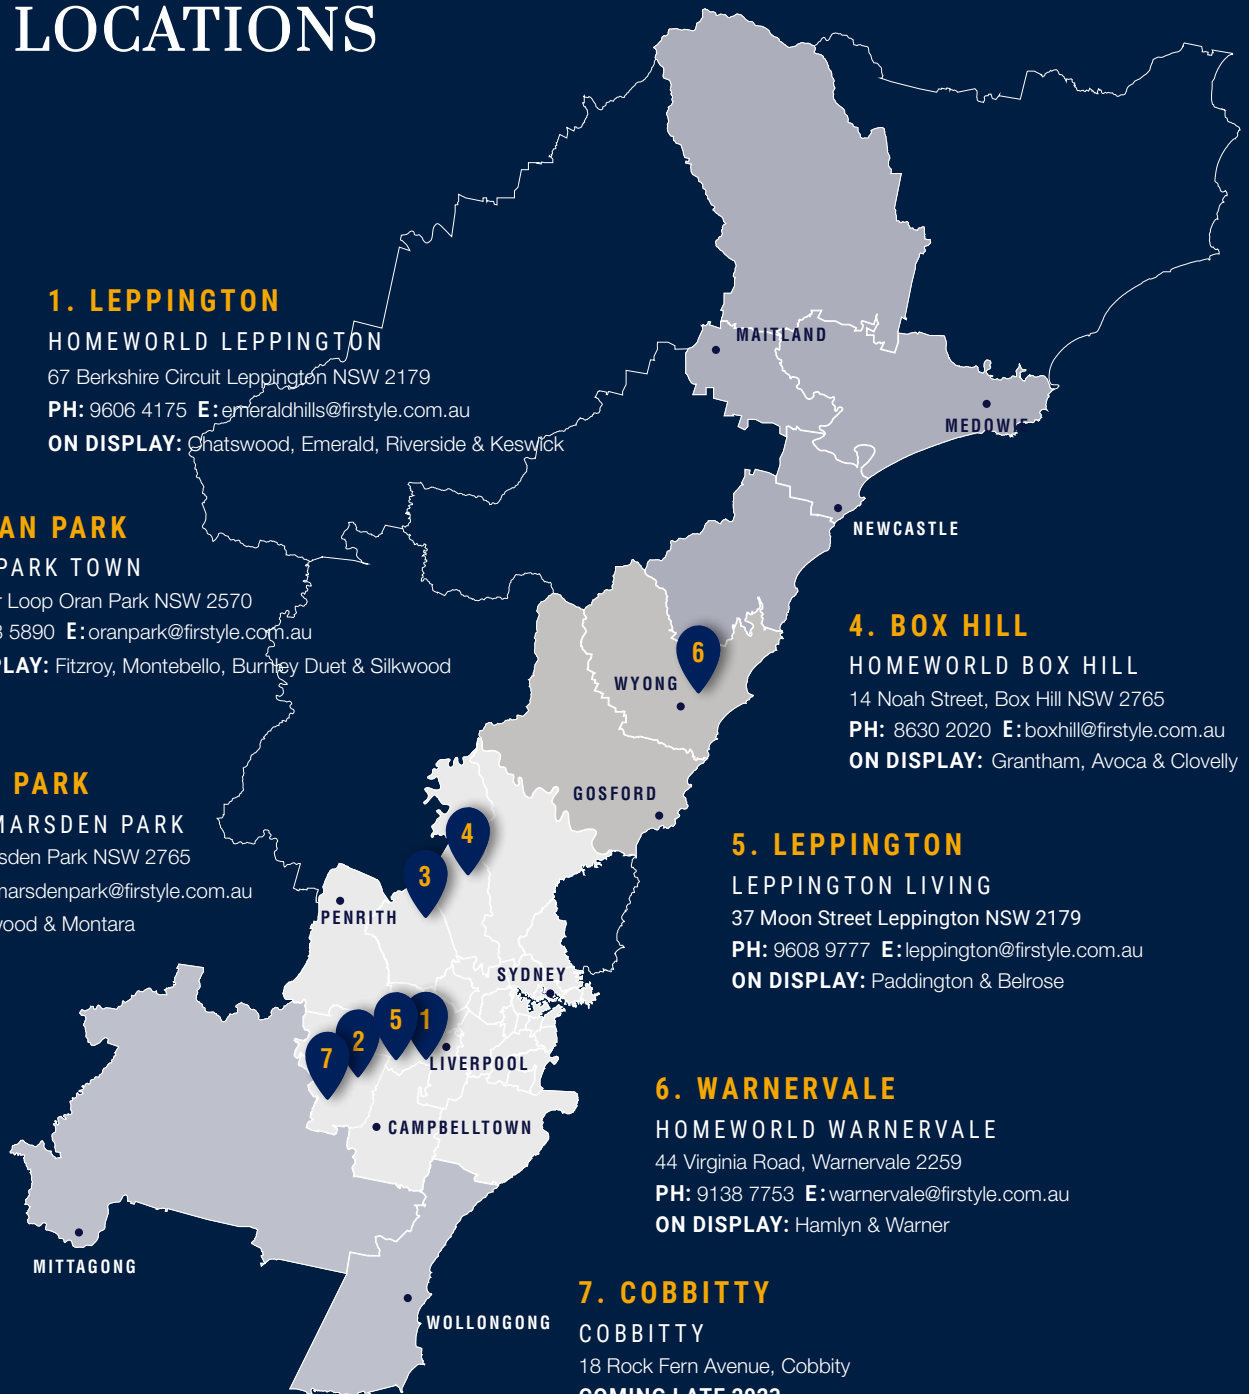 LOCATIONS
1. LEPPINGTON
HOMEWORLD LEPPINGTON
67 Berkshire Circuit Leppington NSW 2179
PH: 9606 4175 E: emeraldhills@firstyle.com.au
ON DISPLAY: Chatswood, Emerald, Riverside & Keswick
AN PARK
PARK TOWN
r Loop Oran Park NSW 2570
3 5890 E: oranpark@firstyle.com.au
PLAY: Fitzroy, Montebello, Burnley Duet & Silkwood
PARK
MARSDEN PARK
sden Park NSW 2765
marsdenpark@firstyle.com.au
wood & Montara
4. BOX HILL
HOMEWORLD BOX HILL
14 Noah Street, Box Hill NSW 2765
PH: 8630 2020 E: boxhill@firstyle.com.au
ON DISPLAY: Grantham, Avoca & Clovelly
5. LEPPINGTON
LEPPINGTON LIVING
37 Moon Street Leppington NSW 2179
PH: 9608 9777 E: leppington@firstyle.com.au
ON DISPLAY: Paddington & Belrose
6. WARNERVALE
HOMEWORLD WARNERVALE
44 Virginia Road, Warnervale 2259
PH: 9138 7753 E: warnervale@firstyle.com.au
ON DISPLAY: Hamlyn & Warner
7. COBBITTY
COBBITTY
18 Rock Fern Avenue, Cobbity
COMING LATE 2023
MAITLAND
MEDOWIE
NEWCASTLE
6
WYONG
GOSFORD
4
3
PENRITH
SYDNEY
5
1
2
7
LIVERPOOL
CAMPBELLTOWN
MITTAGONG
WOLLONGONG